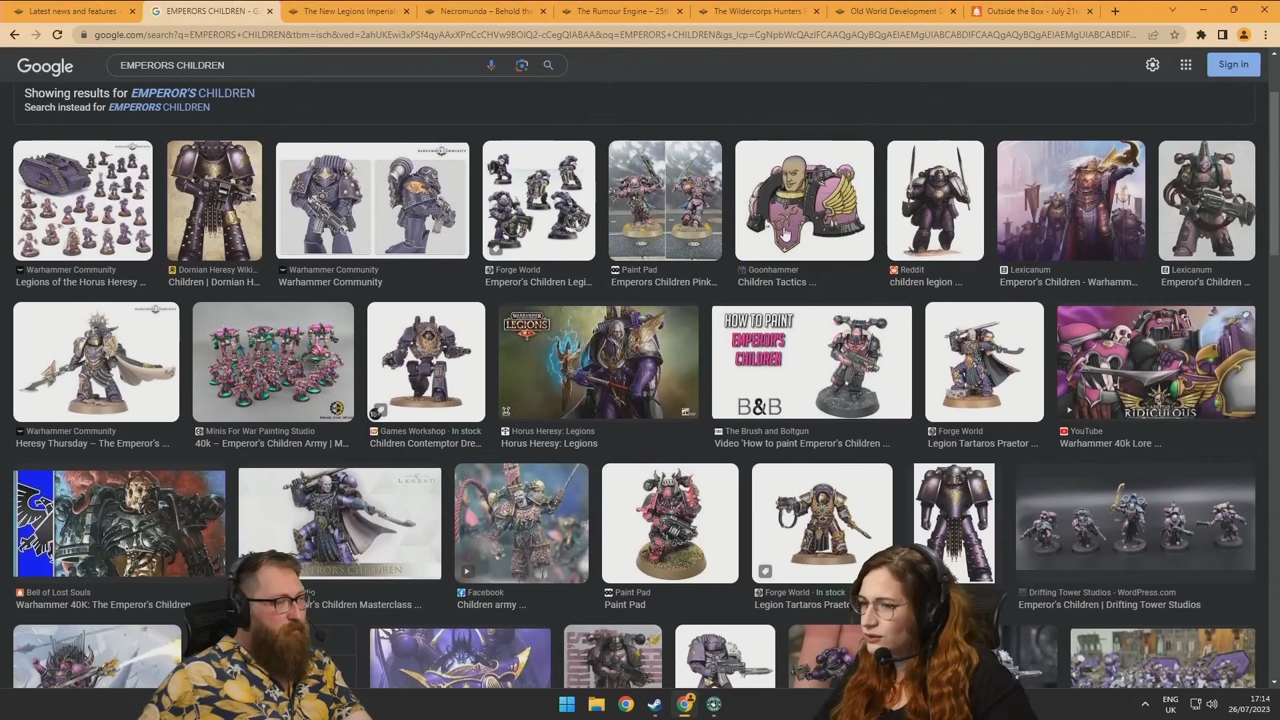 Latest news and features -
EMPERORS CHILDREN - G
The New Legions Imperial
Necromunda – Behold th
The Rumour Engine – 25th
The Wildercorps Hunters
Old World Development D
Outside the Box - July 21
Google
EMPERORS CHILDREN
Sign in
Showing results for EMPEROR'S CHILDREN
Search instead for EMPERORS CHILDREN
Warhammer Community
Legions of the Horus Heresy ...
Dornian Heresy Wiki...
Children | Dornian H...
Warhammer Community
Warhammer Community
Forge World
Emperor's Children Legi...
Paint Pad
Emperors Children Pink...
Goonhammer
Children Tactics ...
Reddit
children legion ...
Lexicanum
Emperor's Children - Warhamm...
Lexicanum
Emperor's Children ...
LEGIONS
HOW TO PAINT
EMPEROR'S
CHILDREN
B&B
RIDICULOUS
Warhammer Community
Heresy Thursday – The Emperor's ...
Minis For War Painting Studio
40k – Emperor's Children Army | M...
Games Workshop · In stock
Children Contemptor Dre...
Horus Heresy: Legions
Horus Heresy: Legions
The Brush and Boltgun
Video 'How to paint Emperor's Children ...
Forge World
Legion Tartaros Praetor ...
YouTube
Warhammer 40k Lore ...
LEGEND
Bell of Lost Souls
Warhammer 40K: The Emperor's Children
's Children Masterclass ...
Facebook
Children army ...
Paint Pad
Paint Pad
Forge World · In stock
Legion Tartaros Praeto
Drifting Tower Studios - WordPress.com
Emperor's Children | Drifting Tower Studios
ENG
UK
17:14
26/07/2023